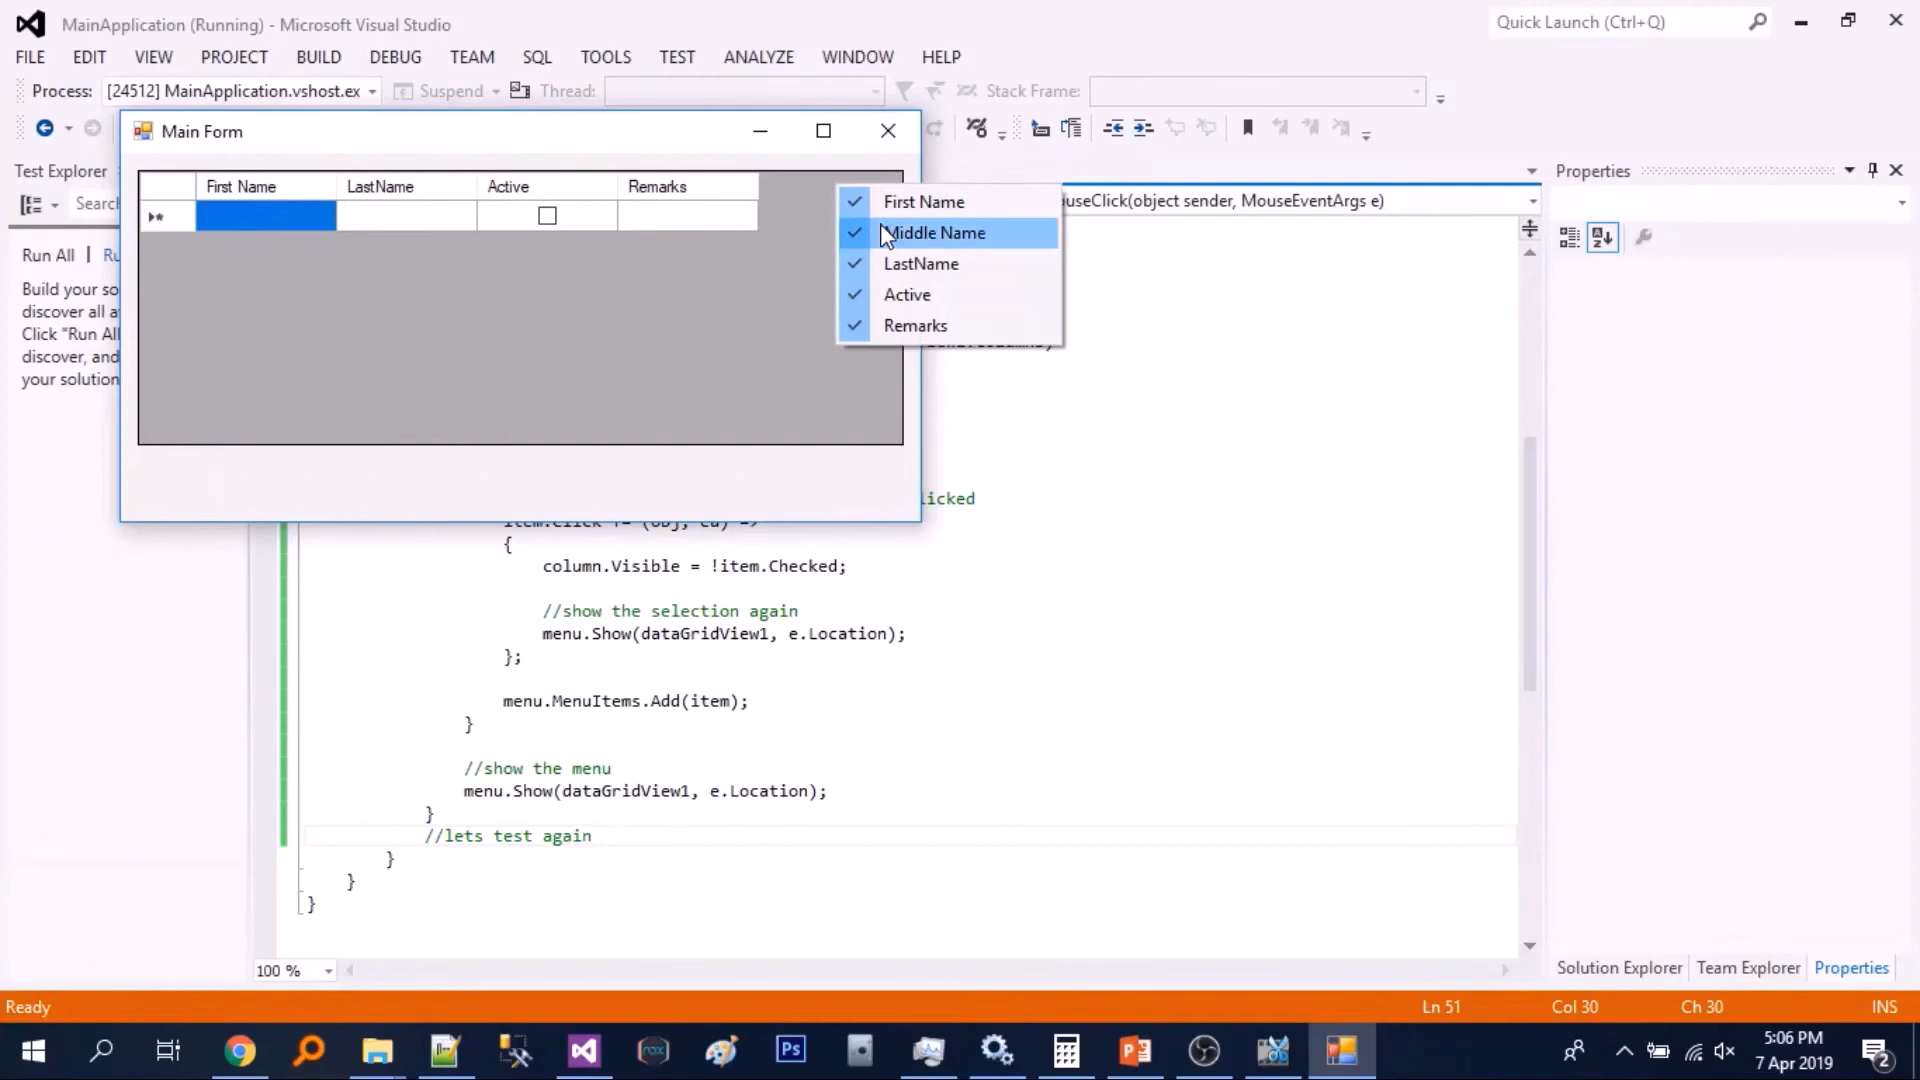 MainApplication (Running) - Microsoft Visual Studio
Quick Launch (Ctrl+Q)
FILE EDIT VIEW PROJECT BUILD DEBUG TEAM SQL TOOLS TEST ANALYZE WINDOW HELP
Process: [24512] MainApplication.vshost.ex Suspend Thread: Stack Frame:
Main Form
Test Explorer
Properties
First Name LastName Active Remarks
Search
First Name
Middle Name
LastName
Active
Remarks
ouseClick(object sender, MouseEventArgs e)
Run All
Build your so
discover all a
Click "Run All
discover, and
your solution
licked
{
column.Visible = !item.Checked;
//show the selection again
menu.Show(dataGridView1, e.Location);
};
menu.MenuItems.Add(item);
}
//show the menu
menu.Show(dataGridView1, e.Location);
}
//lets test again
}
}
}
100 %
Solution Explorer Team Explorer Properties
Ready
Ln 51 Col 30 Ch 30 INS
Ps
nox
5:06 PM
7 Apr 2019
2